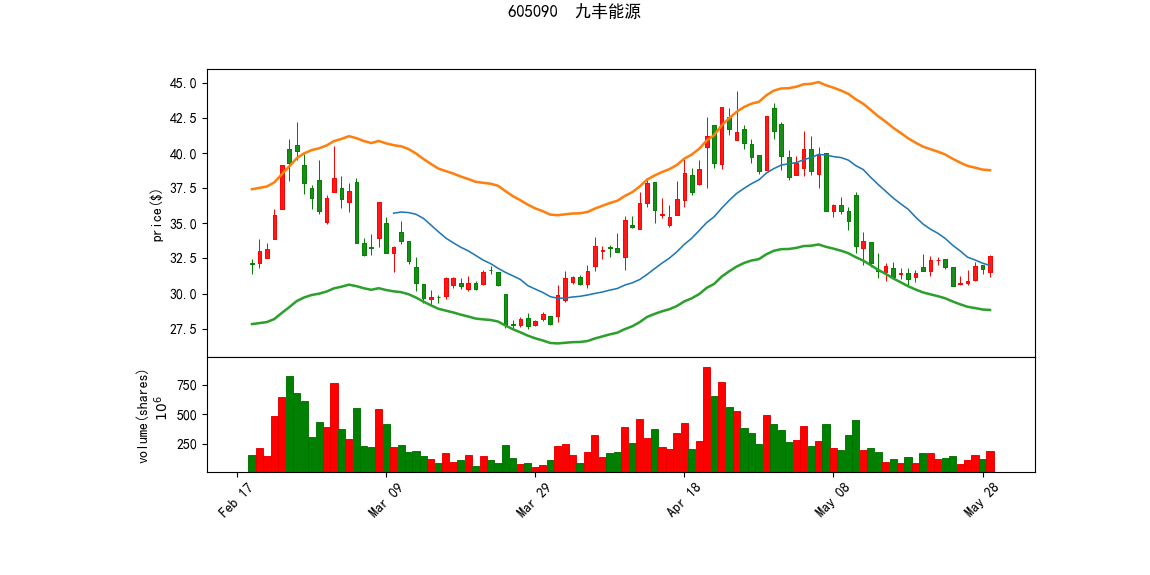 605090 九丰能源
45.0
42.5
40.0
37.5
35.0
32.5
30.0
27.5
price($)
750
500
250
volume(shares)
10^6
Feb 17
Mar 09
Mar 29
Apr 18
May 08
May 28